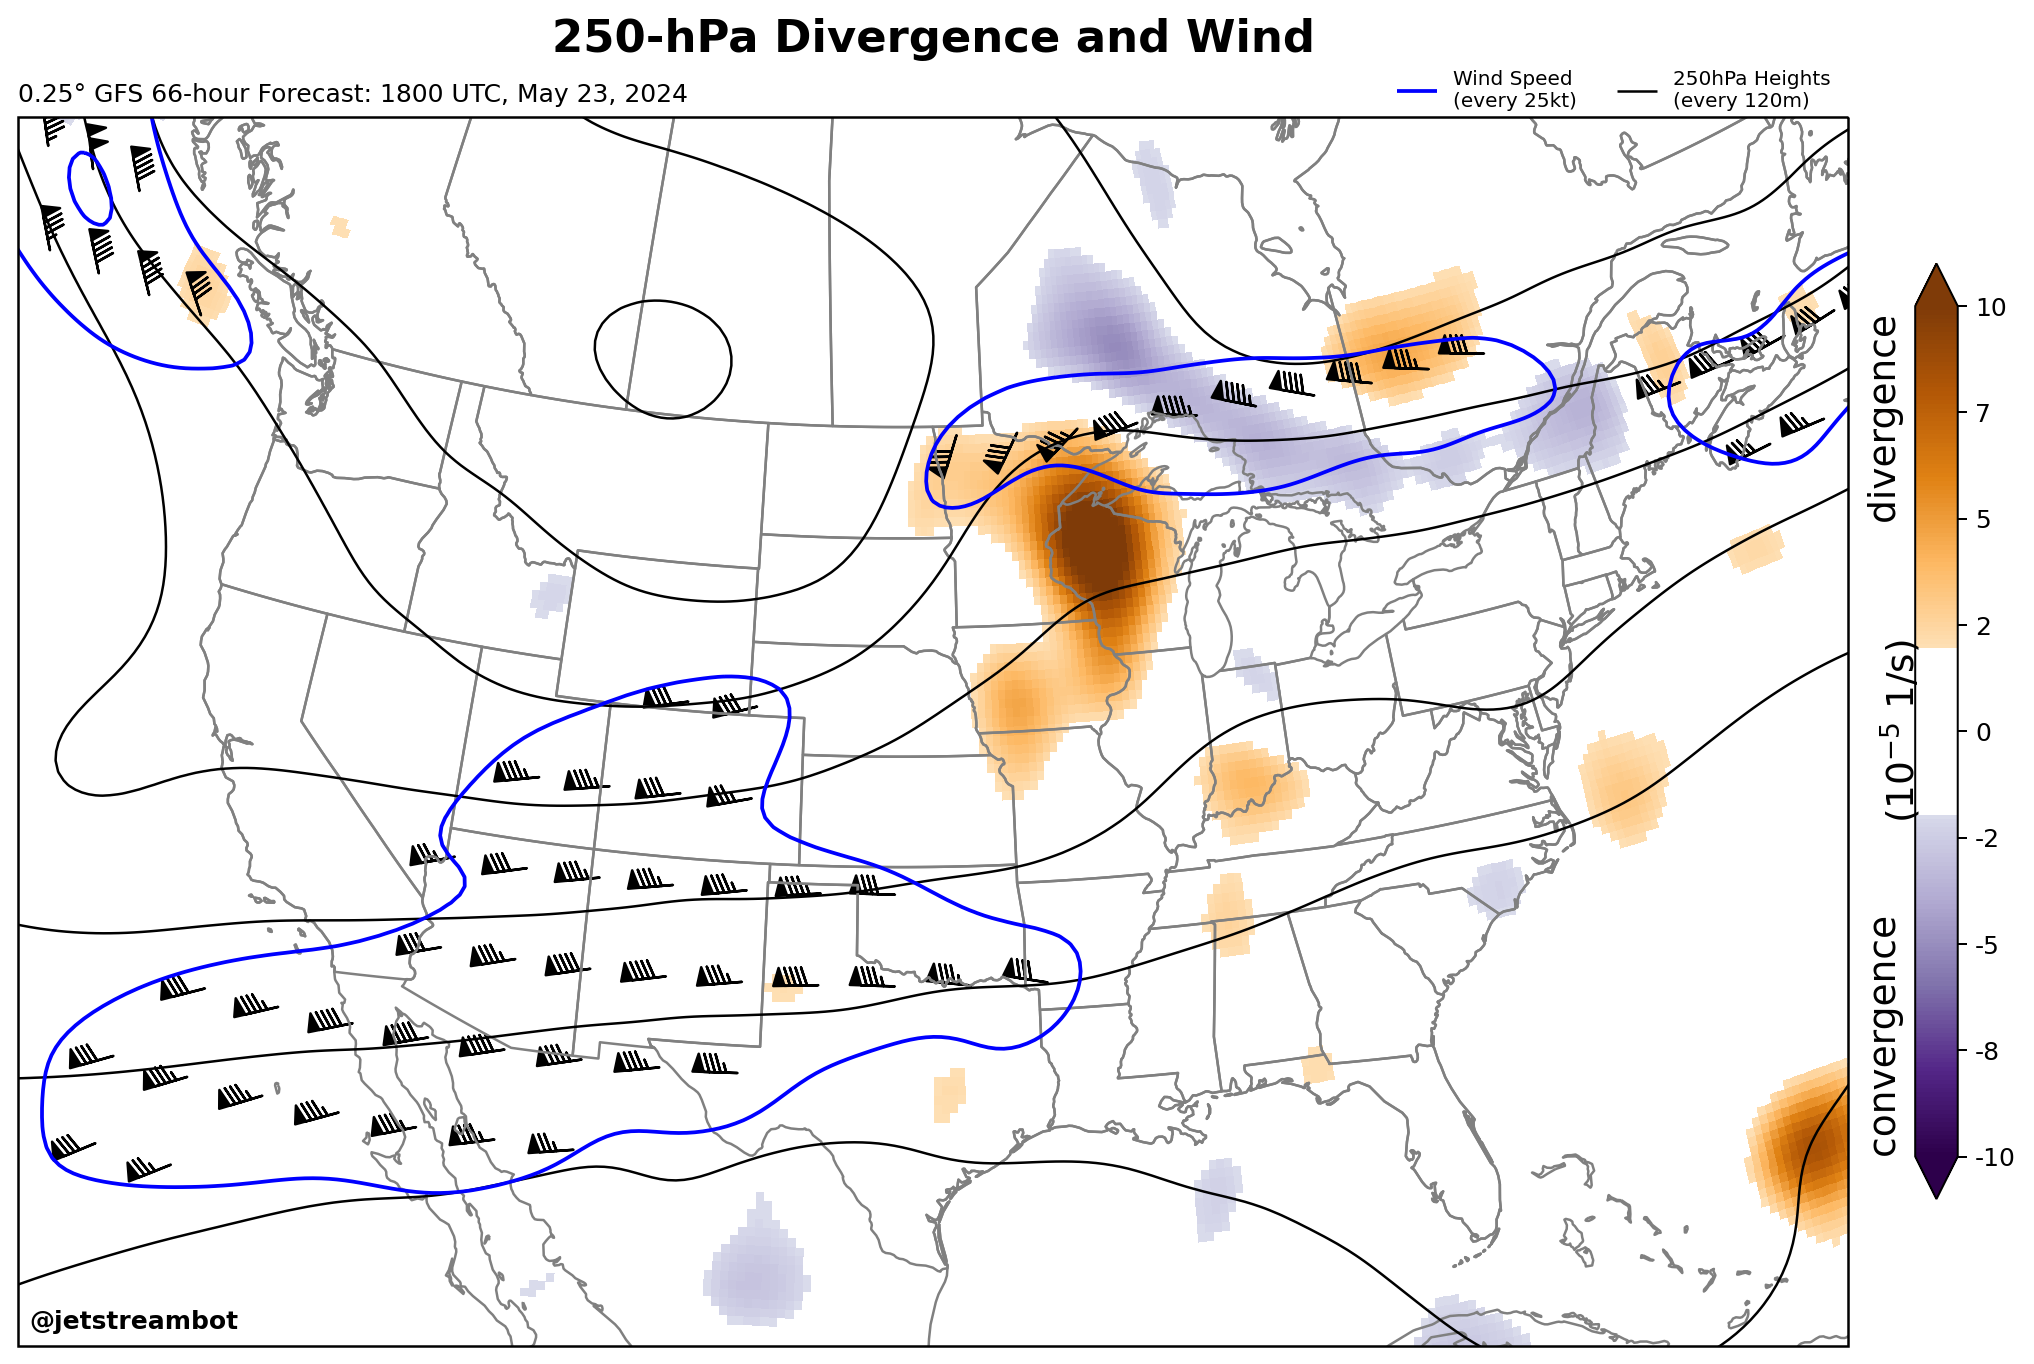 250-hPa Divergence and Wind
0.25° GFS 66-hour Forecast: 1800 UTC, May 23, 2024
Wind Speed
(every 25kt)
250hPa Heights
(every 120m)
10
7
5
2
0
-2
-5
-8
-10
divergence
(10⁻⁵ 1/s)
convergence
@jetstreambot